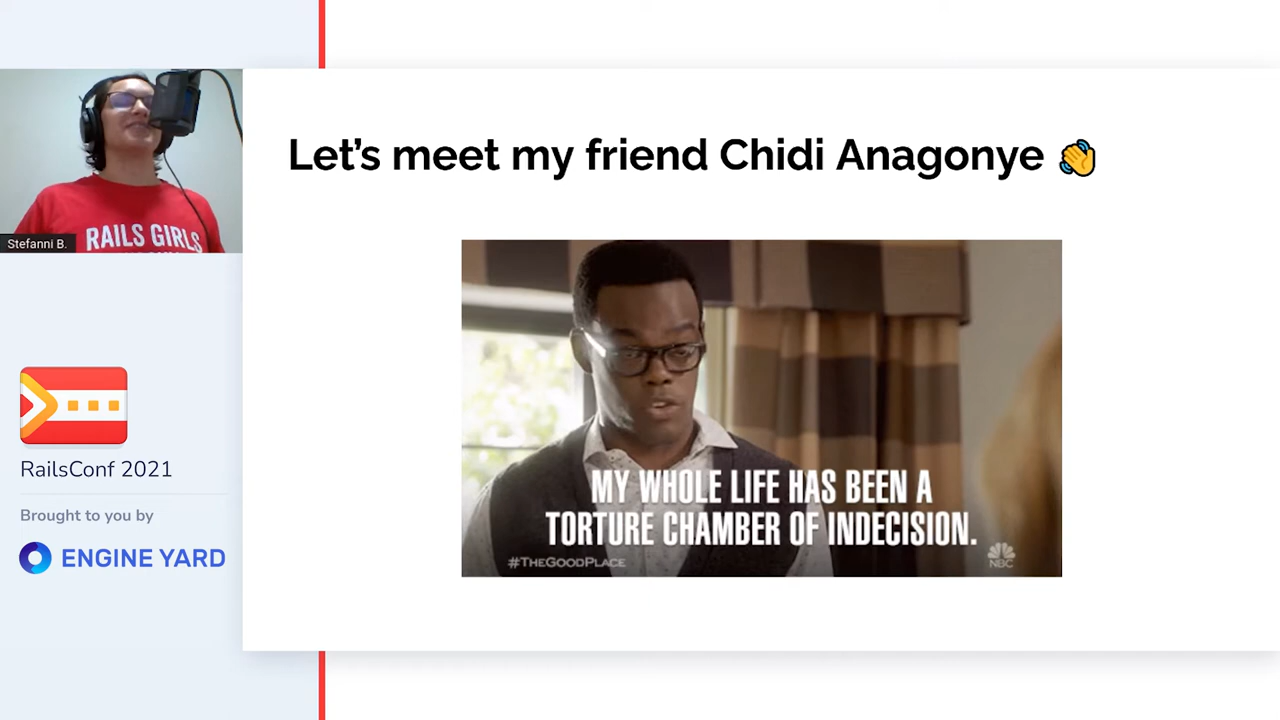 Let's meet my friend Chidi Anagonye 👋
RAILS GIRLS
Stefanni B.
MY WHOLE LIFE HAS BEEN A
TORTURE CHAMBER OF INDECISION.
#THEGOODPLACE
NBC
RailsConf 2021
Brought to you by
ENGINE YARD